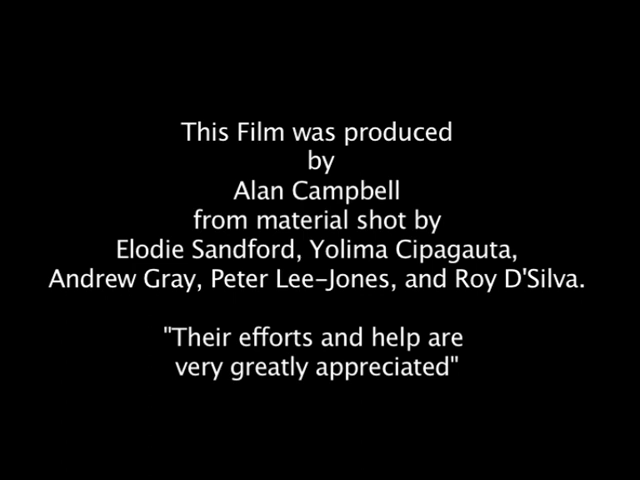 This Film was produced
by
Alan Campbell
from material shot by
Elodie Sandford, Yolima Cipagauta,
Andrew Gray, Peter Lee-Jones, and Roy D'Silva.
"Their efforts and help are
very greatly appreciated"